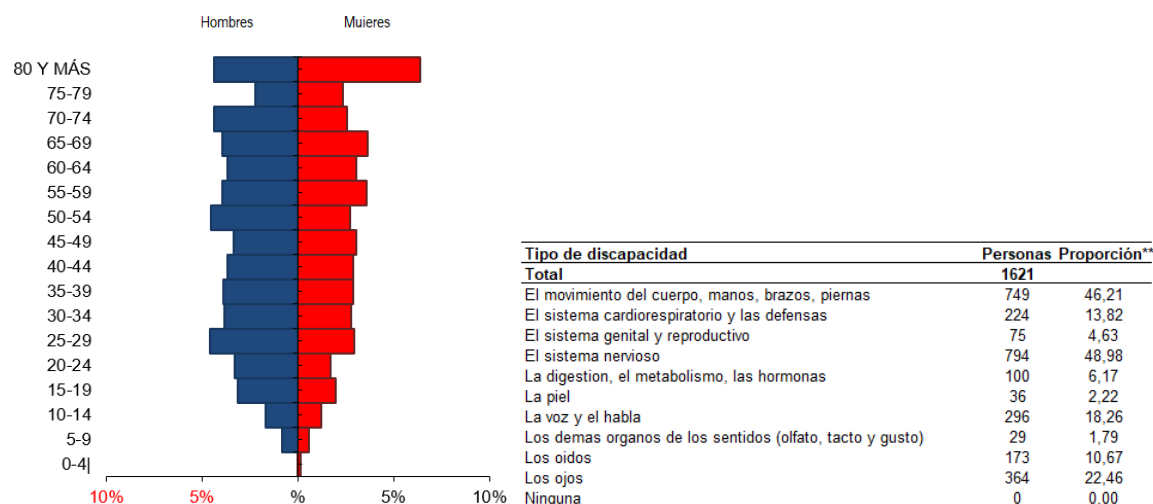 Hombres Muieres
80 Y MÁS
75-79
70-74
65-69
60-64
55-59
50-54
45-49
40-44
35-39
30-34
25-29
20-24
15-19
10-14
5-9
0-4|
10% 5% % 5% 10%
Tipo de discapacidad Personas Proporción**
Total 1621
El movimiento del cuerpo, manos, brazos, piernas 749 46,21
El sistema cardiorespiratorio y las defensas 224 13,82
El sistema genital y reproductivo 75 4,63
El sistema nervioso 794 48,98
La digestion, el metabolismo, las hormonas 100 6,17
La piel 36 2,22
La voz y el habla 296 18,26
Los demas organos de los sentidos (olfato, tacto y gusto) 29 1,79
Los oidos 173 10,67
Los ojos 364 22,46
Ninguna 0 0,00